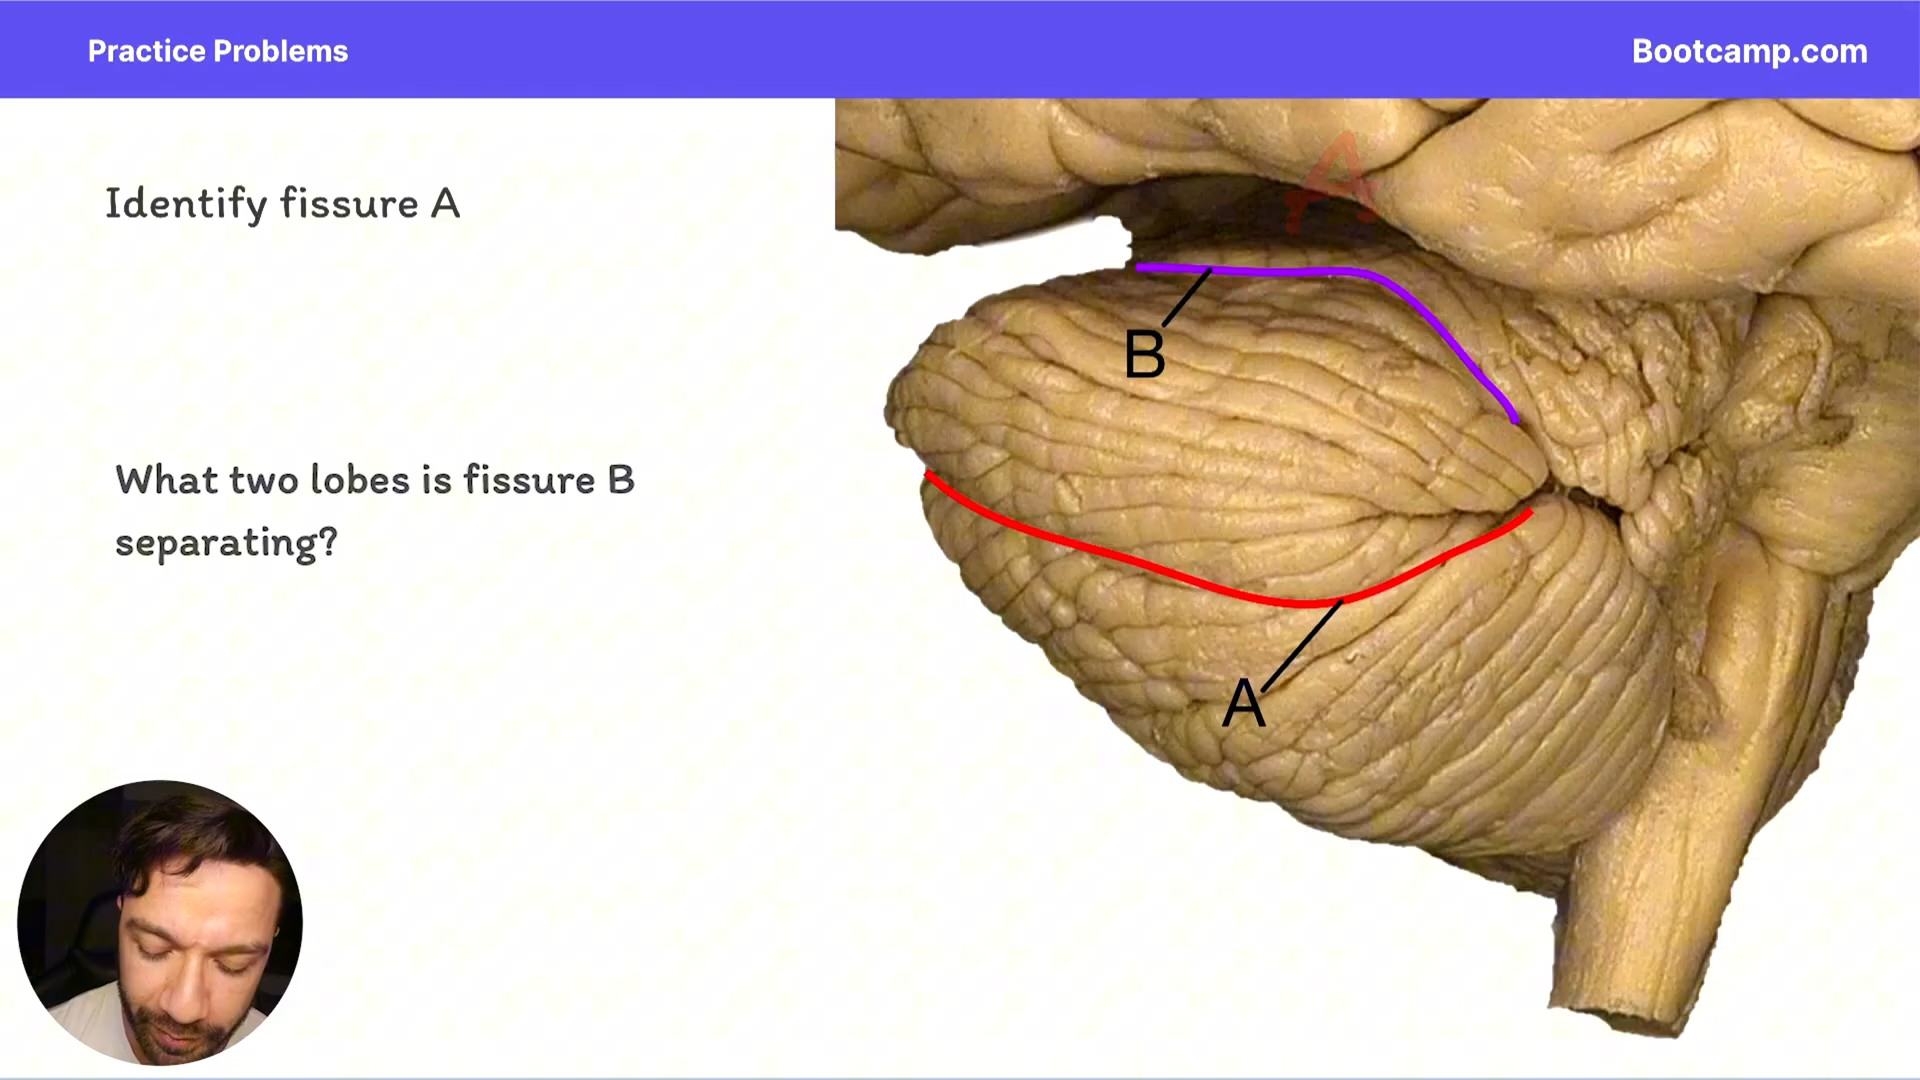 Practice Problems
Bootcamp.com
Identify fissure A
What two lobes is fissure B
separating?
A
B
A